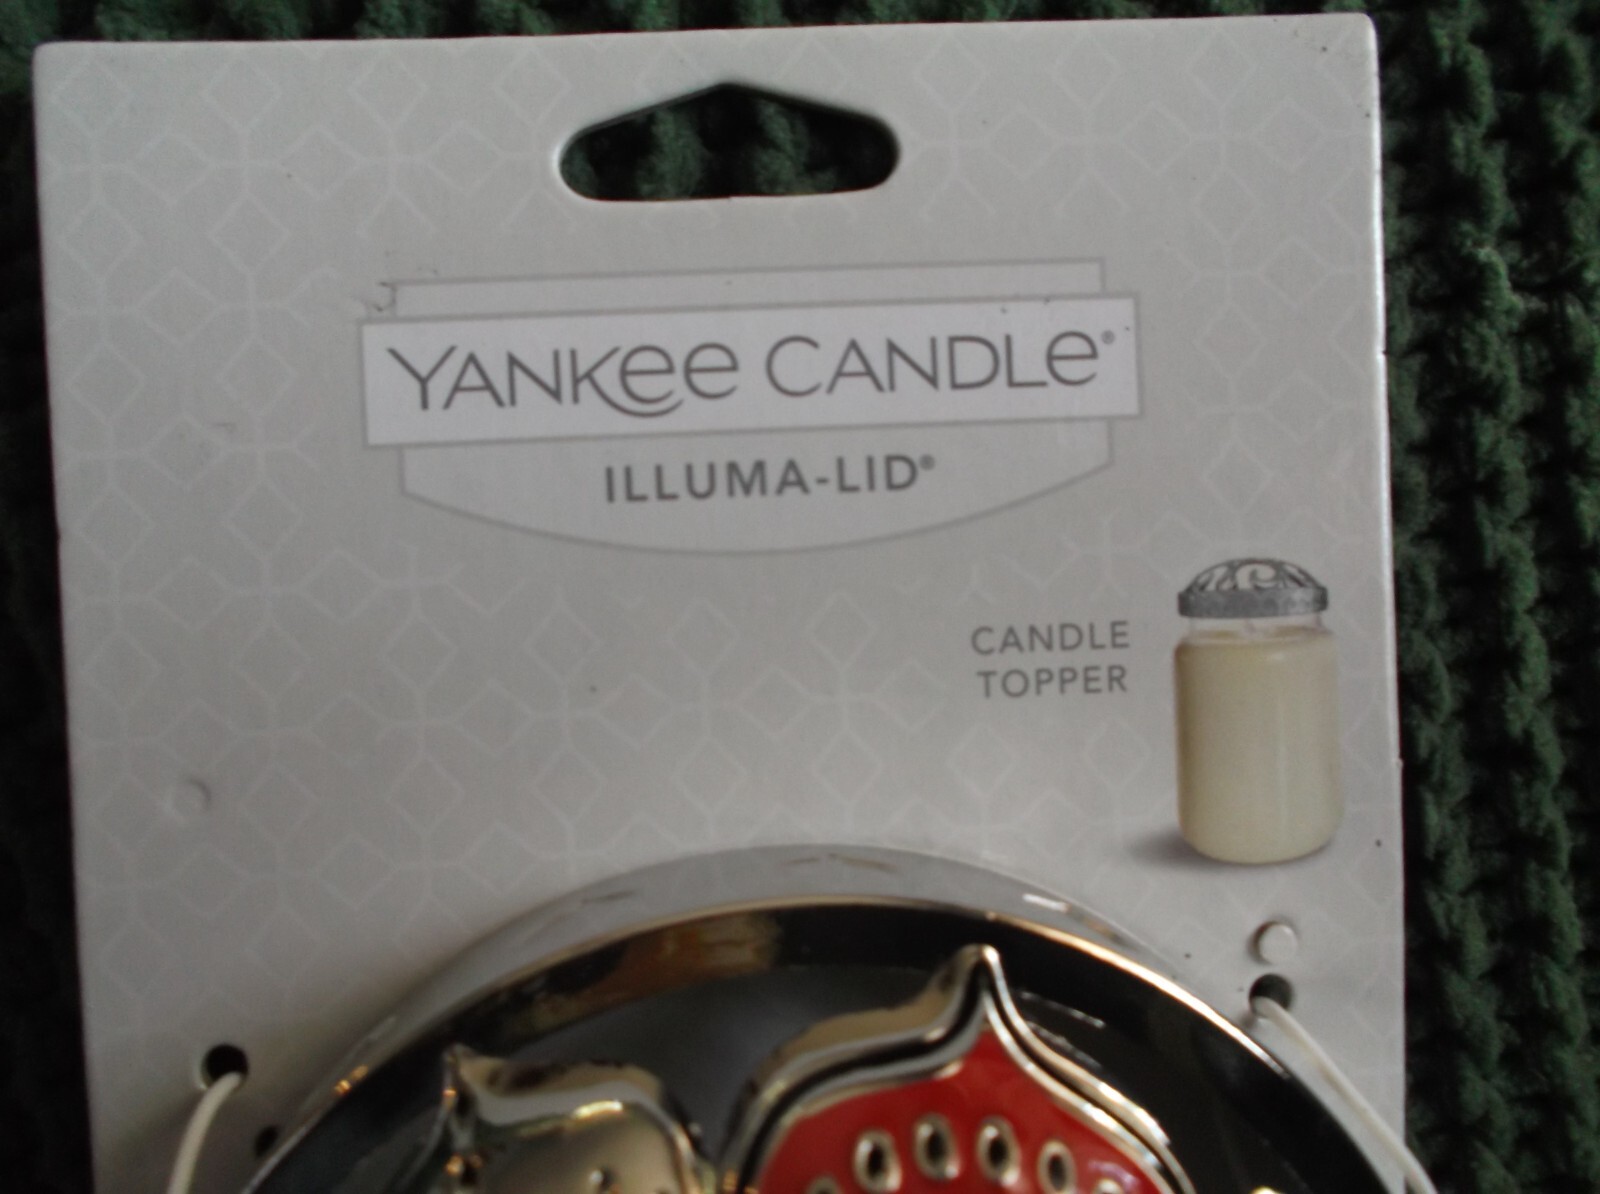 YANKEE CANDLE®
ILLUMA-LID®
CANDLE
TOPPER